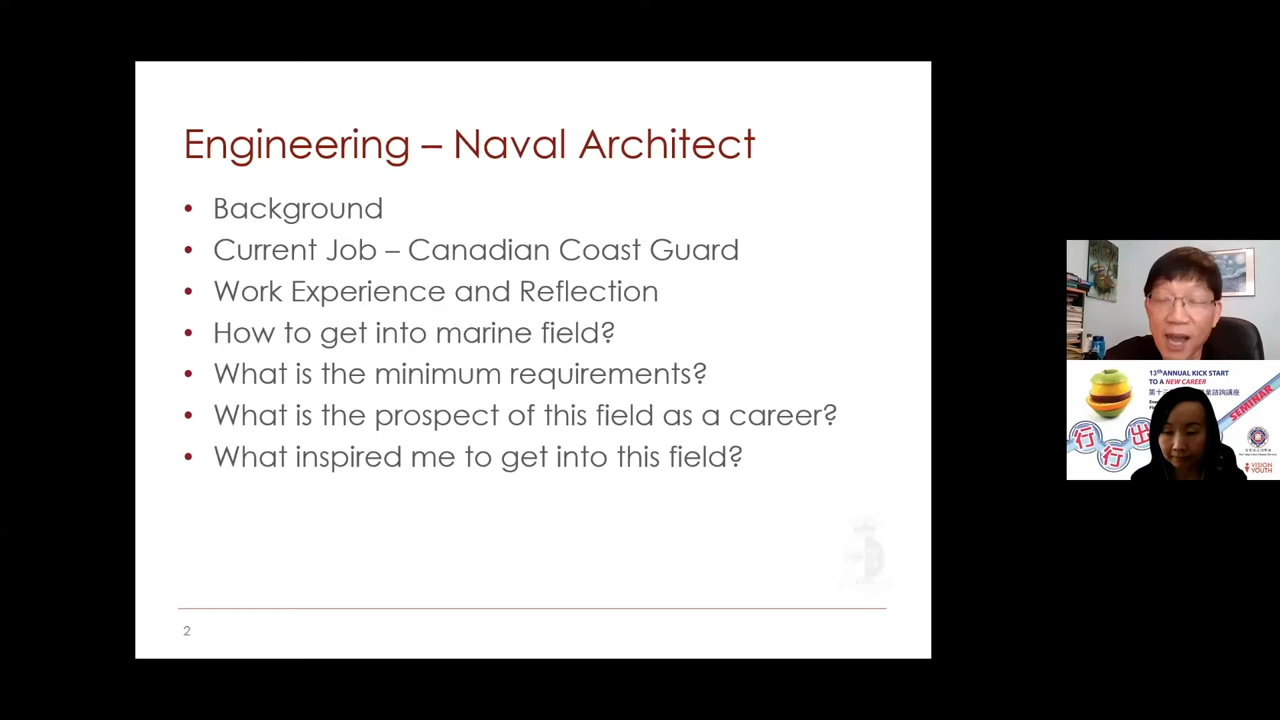 Engineering – Naval Architect
• Background
• Current Job – Canadian Coast Guard
• Work Experience and Reflection
• How to get into marine field?
• What is the minimum requirements?
• What is the prospect of this field as a career?
• What inspired me to get into this field?
2
13th ANNUAL KICK START
TO A NEW CAREER
SEMINAR
行
行
出
VISION
YOUTH